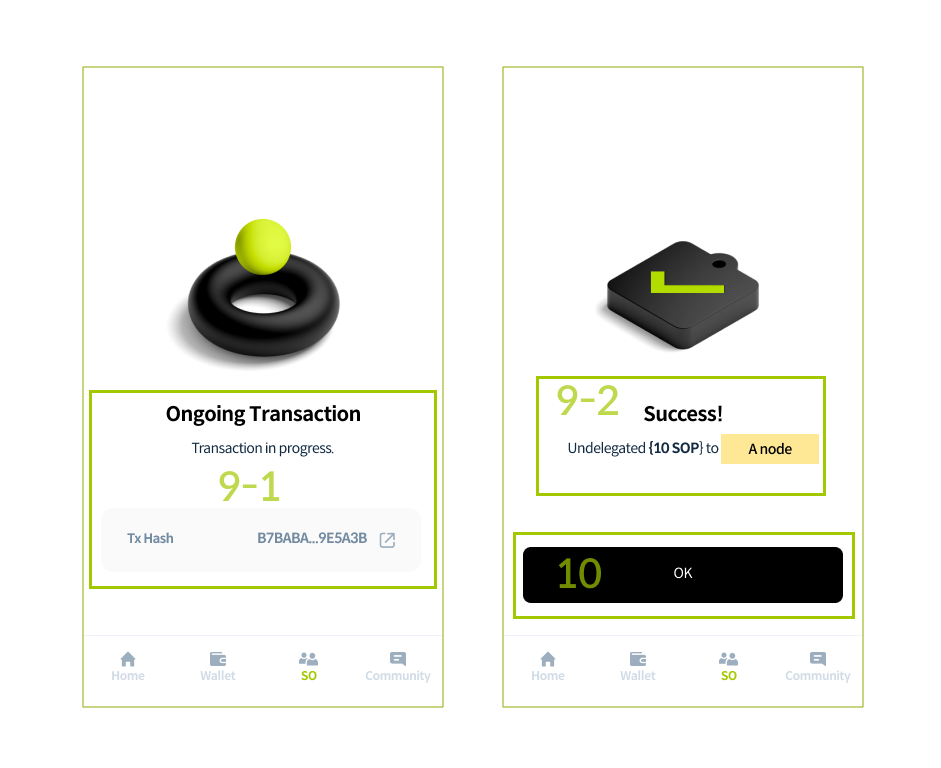 Ongoing Transaction
Transaction in progress.
9-1
Tx Hash B7BABA...9E5A3B
Home Wallet SO Community
9-2
Success!
Undelegated {10 SOP} to A node
10 OK
Home Wallet SO Community